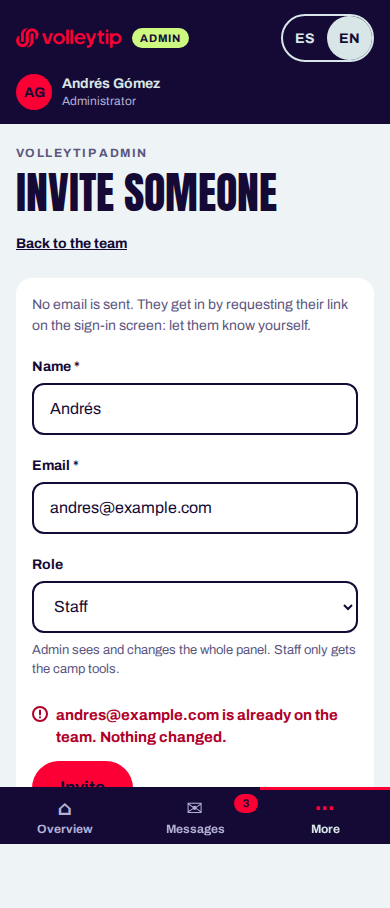 volleytip ADMIN ES EN
AG Andrés Gómez
Administrator
VOLLEYTIP ADMIN
INVITE SOMEONE
Back to the team
No email is sent. They get in by requesting their link
on the sign-in screen: let them know yourself.
Name *
Andrés
Email *
andres@example.com
Role
Staff
Admin sees and changes the whole panel. Staff only gets
the camp tools.
andres@example.com is already on the
team. Nothing changed.
Invite
3
Overview Messages More